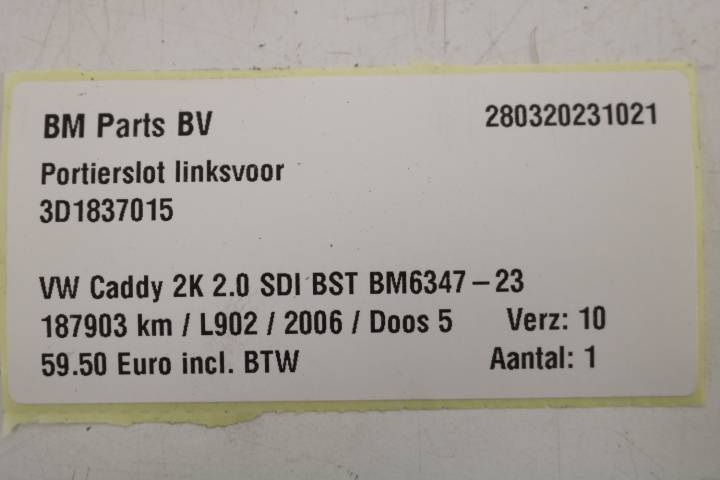 BM Parts BV 280320231021
Portierslot linksvoor
3D1837015
VW Caddy 2K 2.0 SDI BST BM6347-23
187903 km / L902 / 2006 / Doos 5 Verz: 10
59.50 Euro incl. BTW Aantal: 1